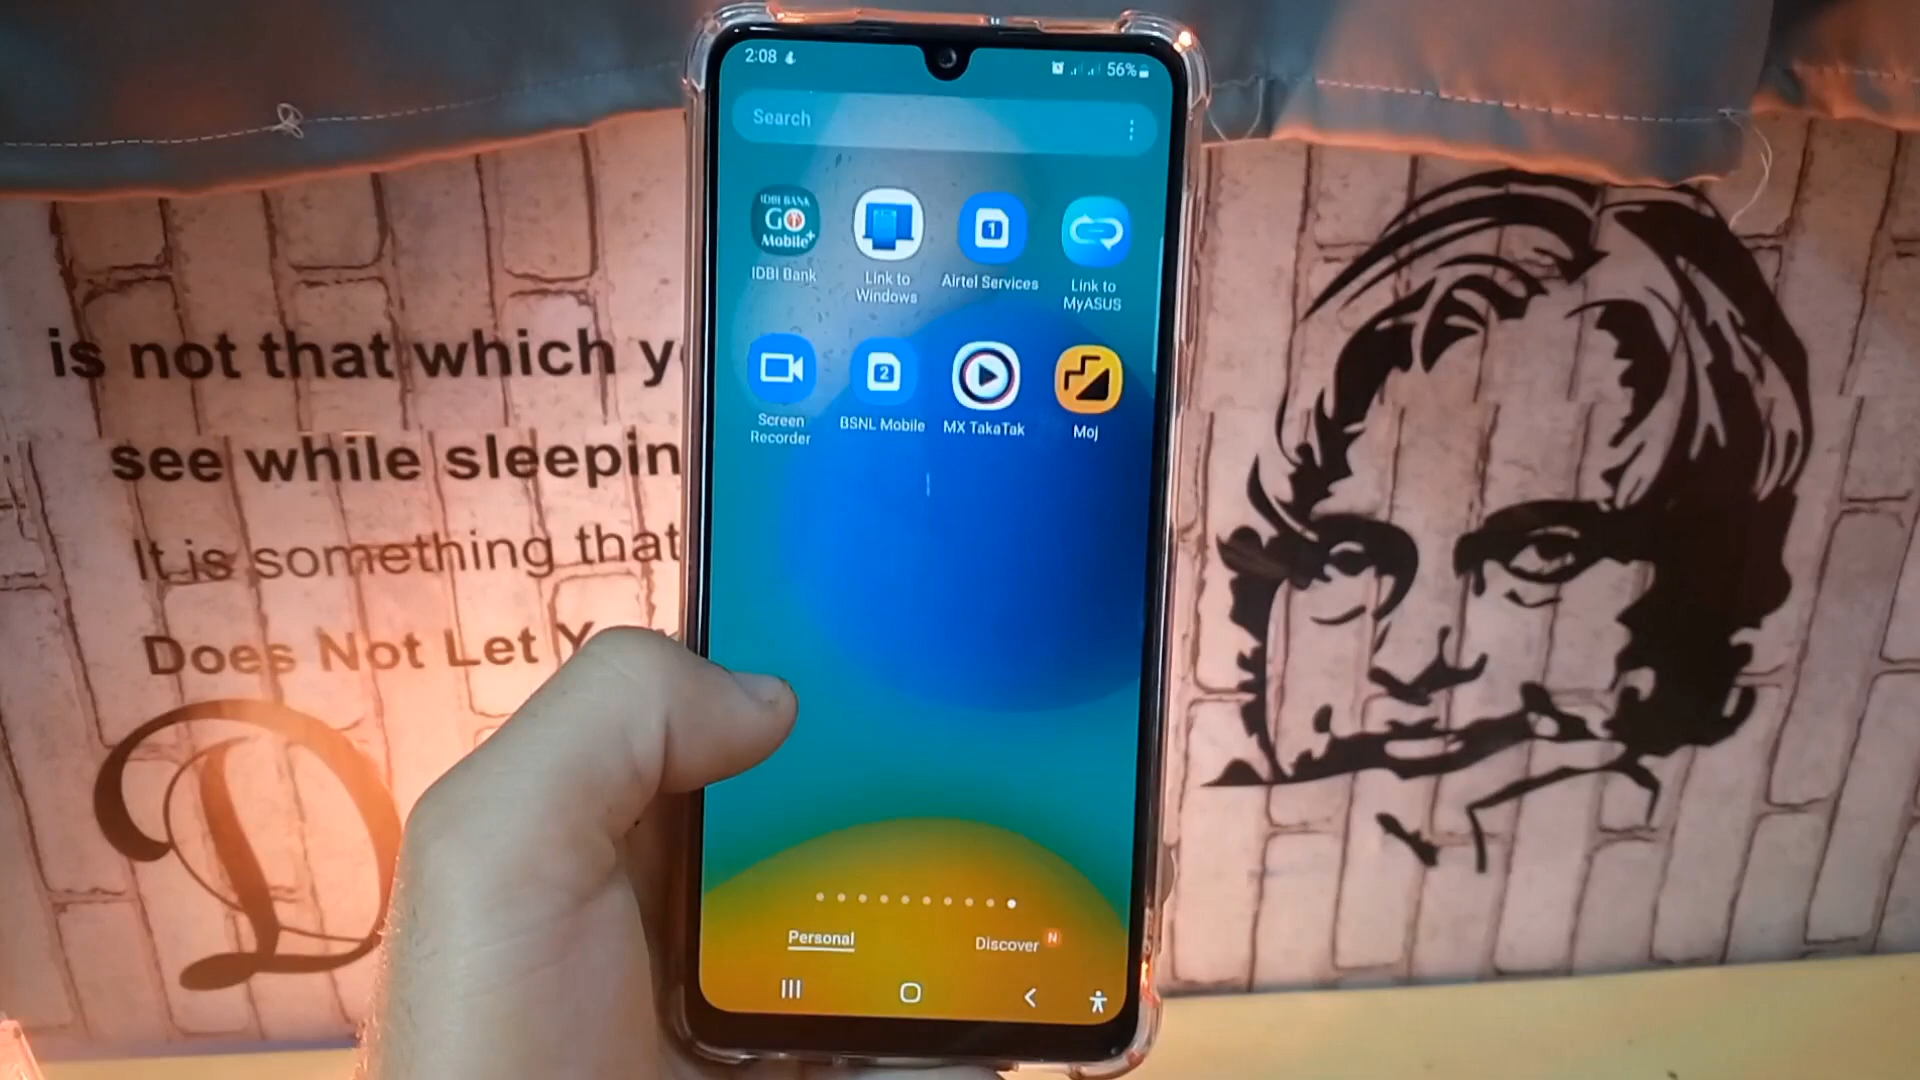 2:08
56%
Search
IDBI BANK
GO
Mobile+
1
IDBI Bank
Link to
Windows
Airtel Services
Link to
MyASUS
2
Screen
Recorder
BSNL Mobile
MX TakaTak
Moj
Personal
Discover N
is not that which y
see while sleepin
It is something that
Does Not Let Y
D